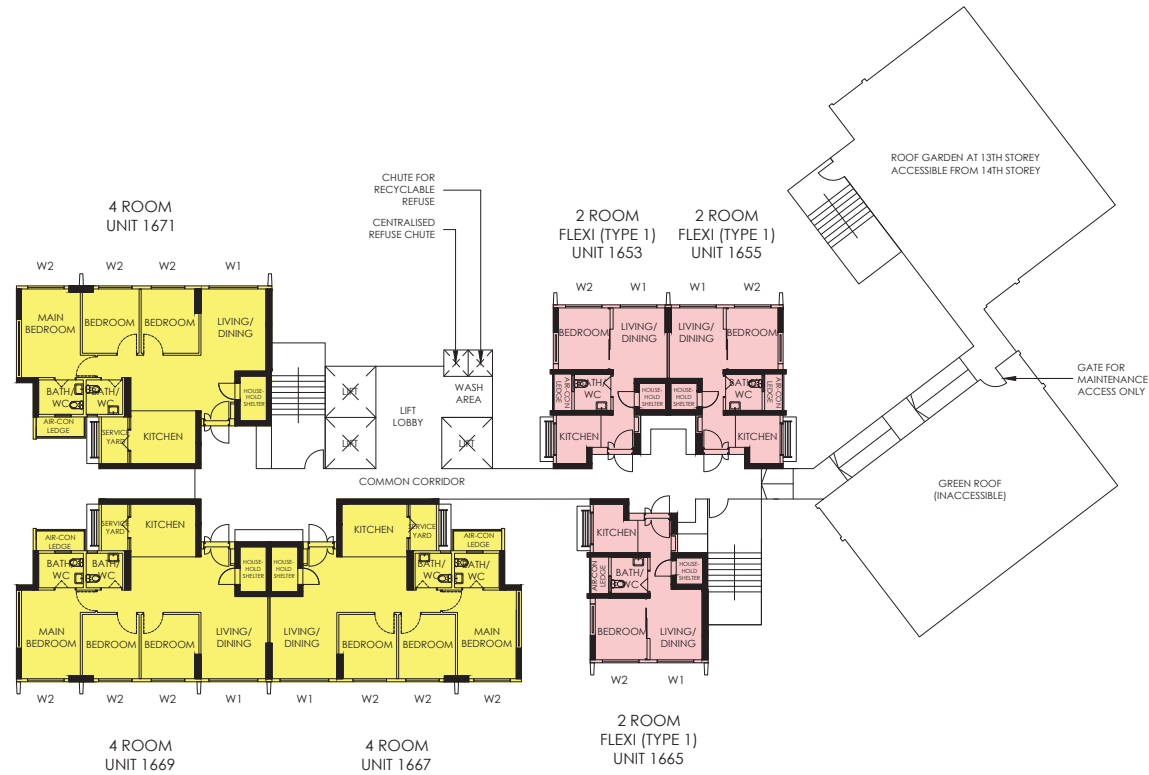 ROOF GARDEN AT 13TH STOREY
ACCESSIBLE FROM 14TH STOREY
CHUTE FOR
RECYCLABLE
REFUSE
CENTRALISED
REFUSE CHUTE
4 ROOM
UNIT 1671
2 ROOM
FLEXI (TYPE 1)
UNIT 1653
2 ROOM
FLEXI (TYPE 1)
UNIT 1655
W2
W2
W2
W1
W2
W1
W1
W2
MAIN
BEDROOM
BEDROOM
BEDROOM
LIVING/
DINING
BEDROOM
LIVING/
DINING
LIVING/
DINING
BEDROOM
BATH/
WC
BATH/
WC
AIR-CON
LEDGE
SERVICE
YARD
KITCHEN
HOUSE-
HOLD
SHELTER
LIFT
LIFT
LIFT
LOBBY
WASH
AREA
LIFT
AIR-CON
LEDGE
BATH/
WC
HOUSE-
HOLD
SHELTER
HOUSE-
HOLD
SHELTER
BATH/
WC
AIR-CON
LEDGE
KITCHEN
KITCHEN
GATE FOR
MAINTENANCE
ACCESS ONLY
COMMON CORRIDOR
GREEN ROOF
(INACCESSIBLE)
AIR-CON
LEDGE
SERVICE
YARD
KITCHEN
BATH/
WC
BATH/
WC
HOUSE-
HOLD
SHELTER
HOUSE-
HOLD
SHELTER
KITCHEN
SERVICE
YARD
AIR-CON
LEDGE
BATH/
WC
BATH/
WC
KITCHEN
AIR-CON
LEDGE
BATH/
WC
HOUSE-
HOLD
SHELTER
MAIN
BEDROOM
BEDROOM
BEDROOM
LIVING/
DINING
LIVING/
DINING
BEDROOM
BEDROOM
MAIN
BEDROOM
BEDROOM
LIVING/
DINING
W2
W2
W2
W1
W1
W2
W2
W2
W2
W1
4 ROOM
UNIT 1669
4 ROOM
UNIT 1667
2 ROOM
FLEXI (TYPE 1)
UNIT 1665